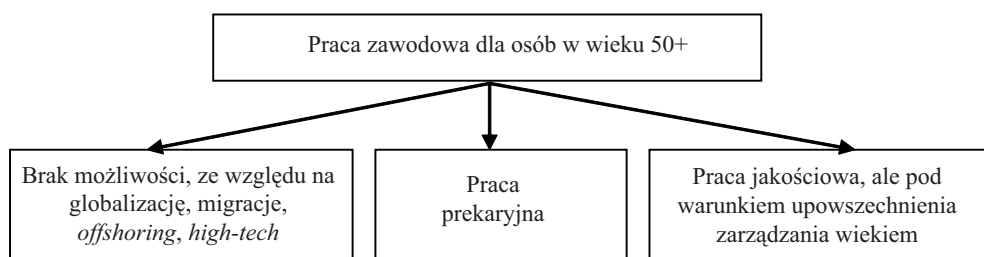 Praca zawodowa dla osób w wieku 50+
Brak możliwości, ze względu na
globalizację, migracje,
offshoring, high-tech
Praca
prekaryjna
Praca jakościowa, ale pod
warunkiem upowszechnienia
zarządzania wiekiem